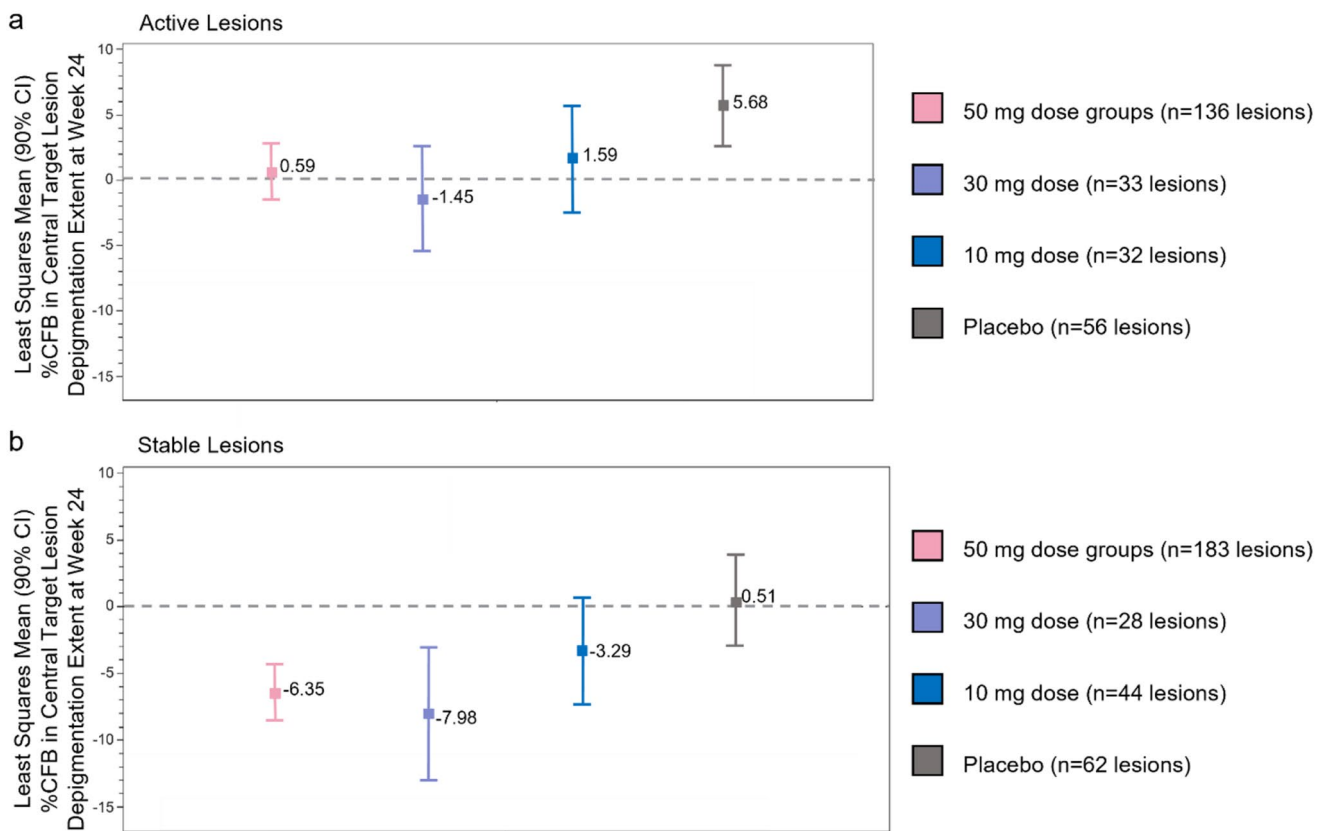 a
Active Lesions
Least Squares Mean (90% CI)
%CFB in Central Target Lesion
Depigmentation Extent at Week 24
10
5
0
-5
-10
-15
0.59
-1.45
1.59
5.68
50 mg dose groups (n=136 lesions)
30 mg dose (n=33 lesions)
10 mg dose (n=32 lesions)
Placebo (n=56 lesions)
b
Stable Lesions
Least Squares Mean (90% CI)
%CFB in Central Target Lesion
Depigmentation Extent at Week 24
10
5
0
-5
-10
-15
-6.35
-7.98
-3.29
0.51
50 mg dose groups (n=183 lesions)
30 mg dose (n=28 lesions)
10 mg dose (n=44 lesions)
Placebo (n=62 lesions)